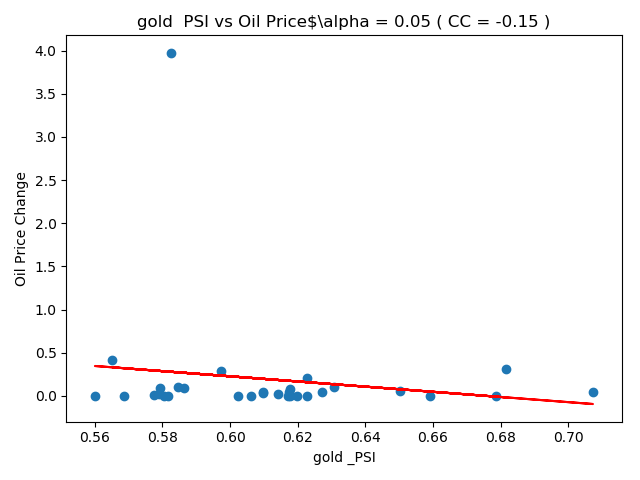 gold  PSI vs Oil Price$\alpha = 0.05 ( CC = -0.15 )
4.0
3.5
3.0
2.5
2.0
1.5
1.0
0.5
0.0
Oil Price Change
0.56 0.58 0.60 0.62 0.64 0.66 0.68 0.70
gold _PSI